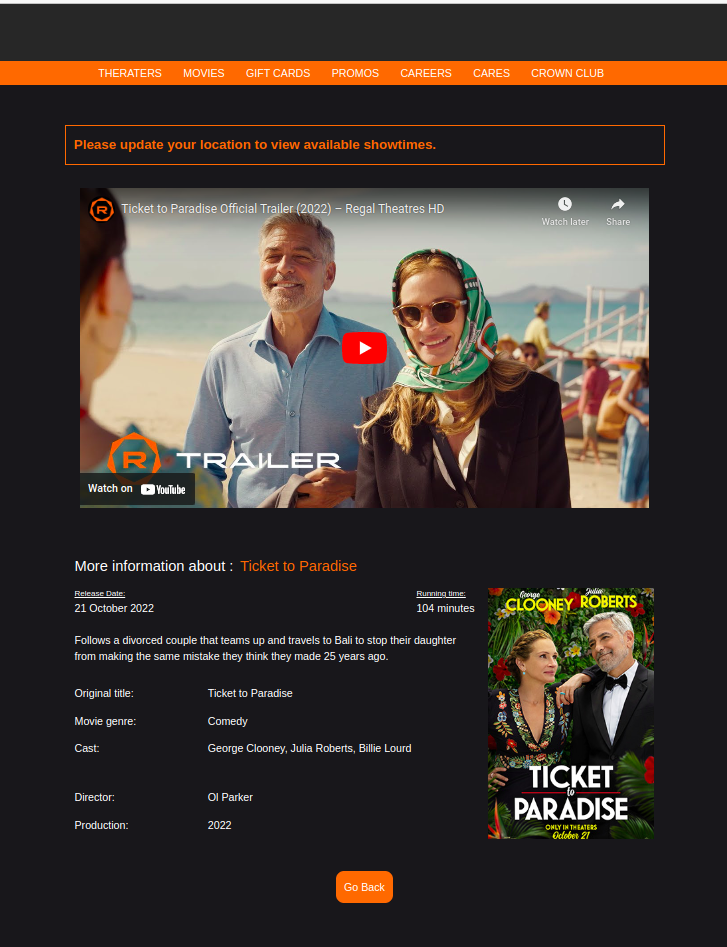 THERATERS MOVIES GIFT CARDS PROMOS CAREERS CARES CROWN CLUB
Please update your location to view available showtimes.
R Ticket to Paradise Official Trailer (2022) – Regal Theatres HD
Watch later Share
R TRAILER
Watch on YouTube
More information about : Ticket to Paradise
Release Date: Running time:
21 October 2022 104 minutes
Follows a divorced couple that teams up and travels to Bali to stop their daughter
from making the same mistake they think they made 25 years ago.
Original title: Ticket to Paradise
Movie genre: Comedy
Cast: George Clooney, Julia Roberts, Billie Lourd
Director: Ol Parker
Production: 2022
George Julia
CLOONEY ROBERTS
TICKET
to
PARADISE
ONLY IN THEATERS
October 21
Go Back